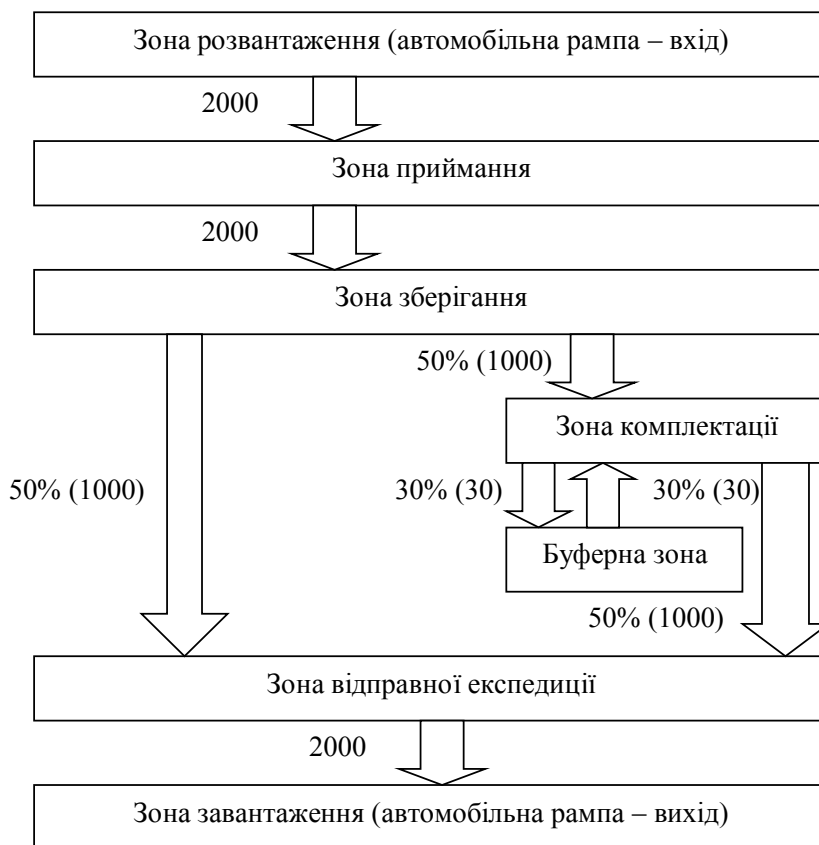 Зона розвантаження (автомобільна рампа – вхід)
2000
Зона приймання
2000
Зона зберігання
50% (1000)
Зона комплектації
50% (1000)
30% (30)
30% (30)
Буферна зона
50% (1000)
Зона відправної експедиції
2000
Зона завантаження (автомобільна рампа – вихід)